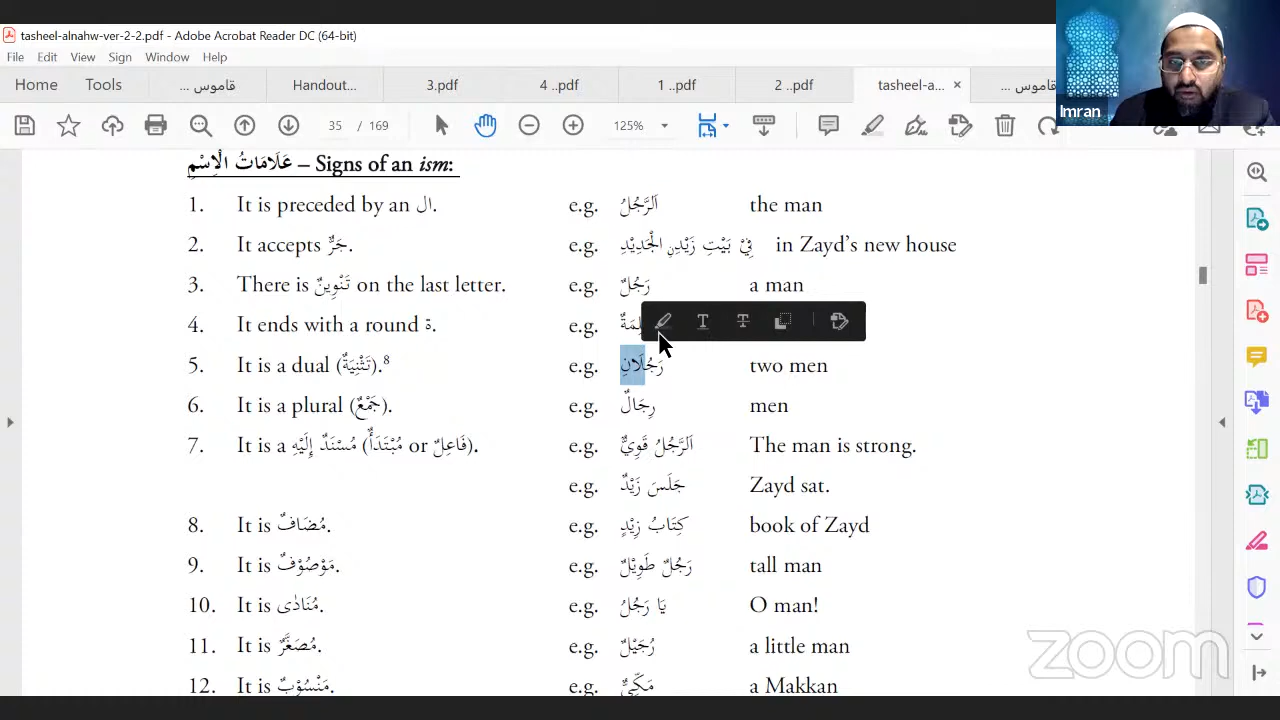 tasheel-alnahw-ver-2-2.pdf - Adobe Acrobat Reader DC (64-bit)
File Edit View Sign Window Help
Home Tools قاموس ... Handout... 3.pdf 4 ..pdf 1 ..pdf 2 ..pdf tasheel-a... × قاموس ...
Imran
35 / 169 125%
عَلَامَاتُ الْاِسْمِ – Signs of an ism:
1. It is preceded by an ال. e.g. اَلرَّجُلُ the man
2. It accepts جَرٌّ. e.g. فِيْ بَيْتِ زَيْدِنِ الْجَدِيْدِ in Zayd's new house
3. There is تَنْوِينٌ on the last letter. e.g. رَجُلٌ a man
4. It ends with a round ة. e.g.
5. It is a dual (تَثْنِيَةٌ).8 e.g. رَجُلَانِ two men
6. It is a plural (جَمْعٌ). e.g. رِجَالٌ men
7. It is a مُسْنَدٌ إِلَيْهِ (مُبْتَدَأٌ or فَاعِلٌ). e.g. اَلرَّجُلُ قَوِيٌّ The man is strong.
e.g. جَلَسَ زَيْدٌ Zayd sat.
8. It is مُضَافٌ. e.g. كِتَابُ زَيْدٍ book of Zayd
9. It is مَوْصُوْفٌ. e.g. رَجُلٌ طَوِيْلٌ tall man
10. It is مُنَادٰى. e.g. يَا رَجُلُ O man!
11. It is مُصَغَّرٌ. e.g. رُجَيْلٌ a little man
12. It is مَنْسُوْبٌ. e.g. مَكِّيٌّ a Makkan
zoom